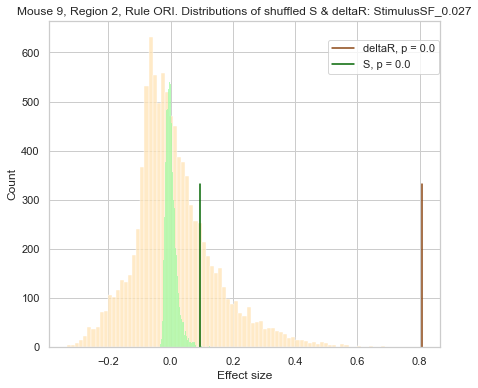 Mouse 9, Region 2, Rule ORI. Distributions of shuffled S & deltaR: StimulusSF_0.027
deltaR, p = 0.0
S, p = 0.0
Count
600
500
400
300
200
100
0
−0.2
0.0
0.2
0.4
0.6
0.8
Effect size